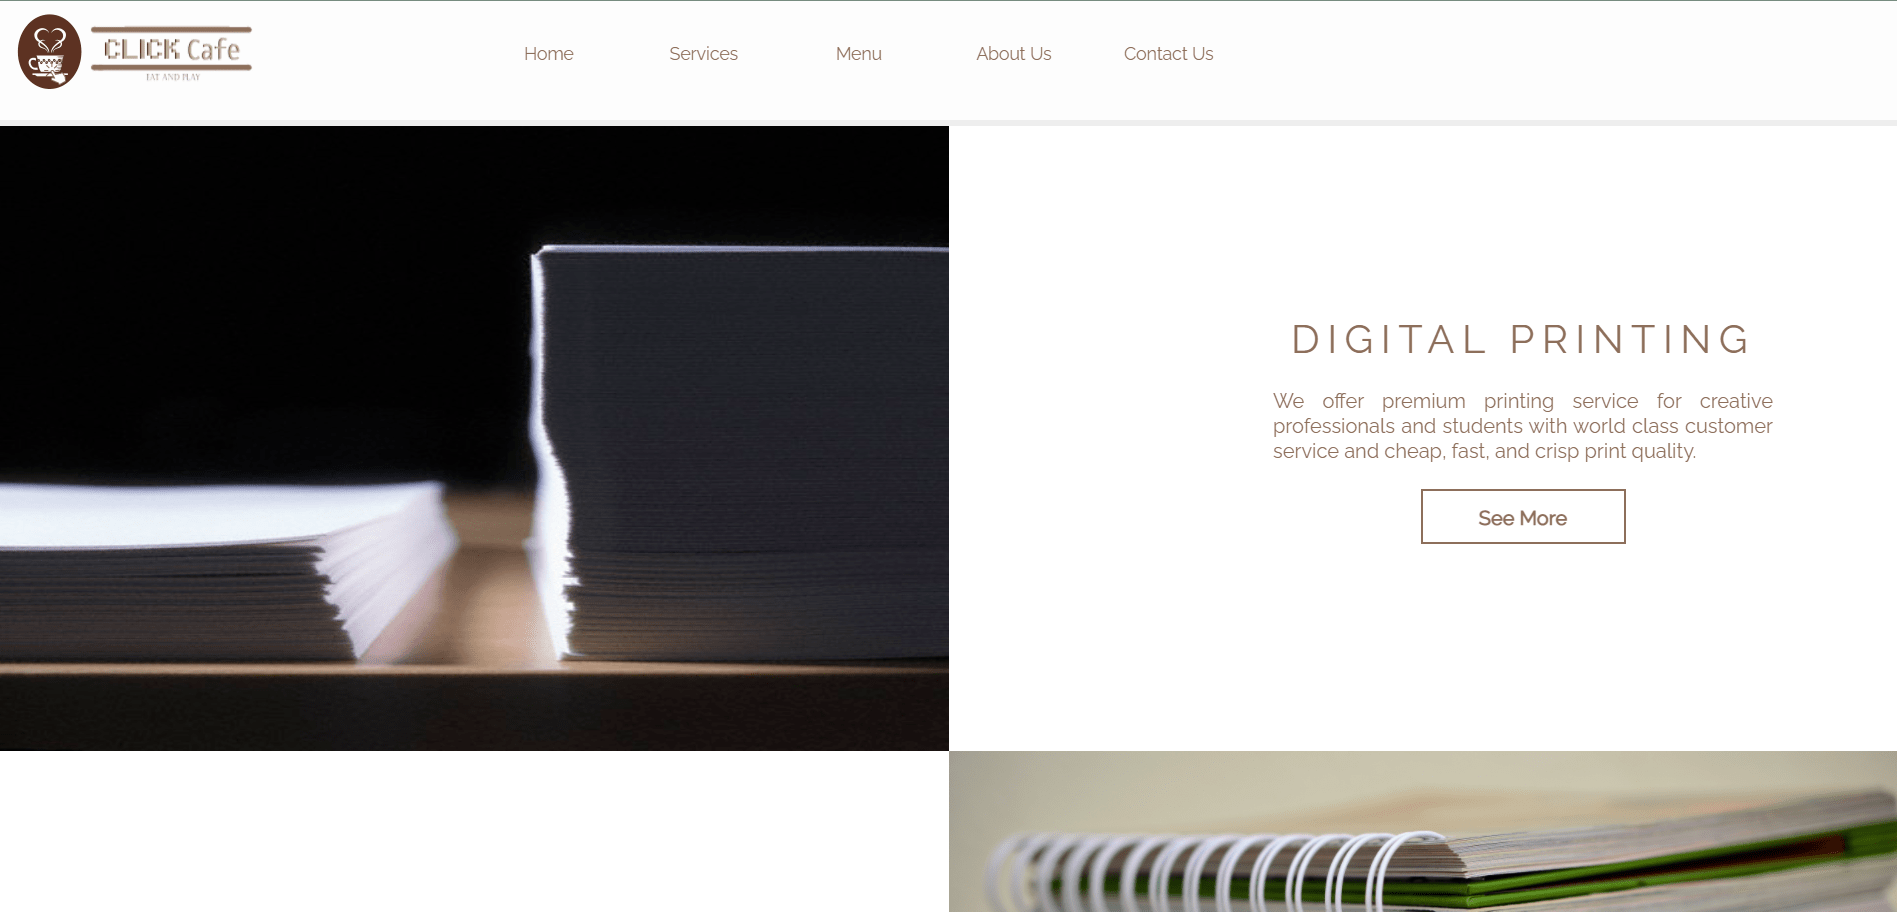 CLICK Cafe
EAT AND PLAY
Home
Services
Menu
About Us
Contact Us
DIGITAL PRINTING
We offer premium printing service for creative
professionals and students with world class customer
service and cheap, fast, and crisp print quality.
See More